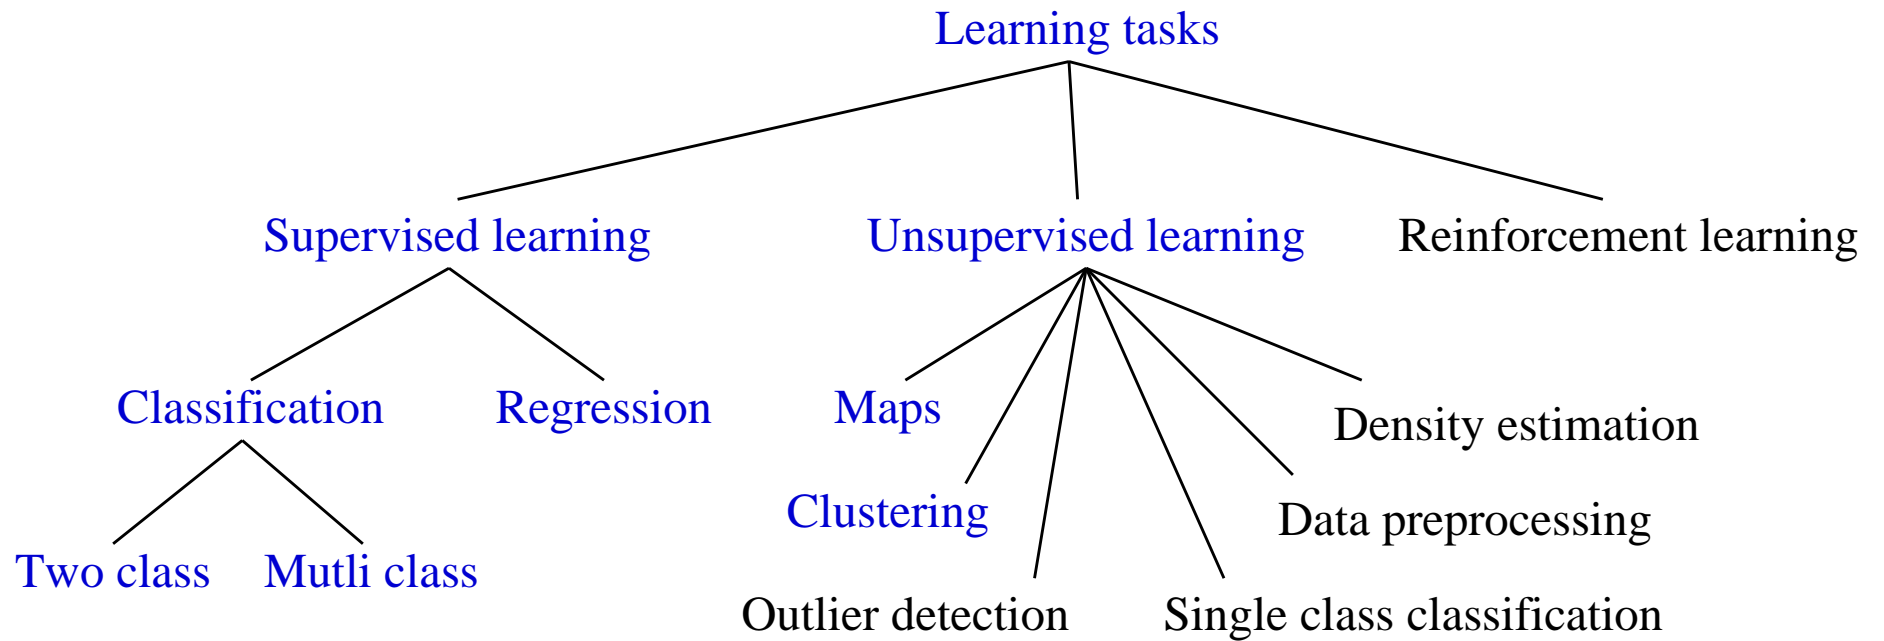 Learning tasks
Supervised learning
Unsupervised learning
Reinforcement learning
Classification
Regression
Maps
Density estimation
Clustering
Data preprocessing
Two class
Mutli class
Outlier detection
Single class classification